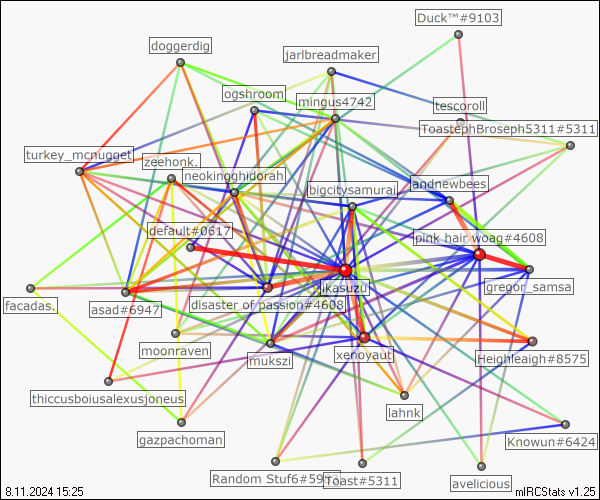 Duck™#9103
doggerdig
jarlbreadmaker
ogshroom
mingus4742
tescoroll
ToastephBroseph5311#5311
turkey_mcnugget
zeehonk.
neokingghidorah
bigcitysamuraj
andnewbees
default#0617
pink hair woag#4608
facadas.
asad#6947
disaster of passion#4608
ikasuzu
gregor_samsa
moonraven
mukszi
xenoyaut
Heighleaigh#8575
thiccusboiusalexusjoneus
lahnk
gazpachoman
Knowun#6424
Random Stuf6#59
Toast#5311
avelicious
8.11.2024 15:25
mIRCStats v1.25